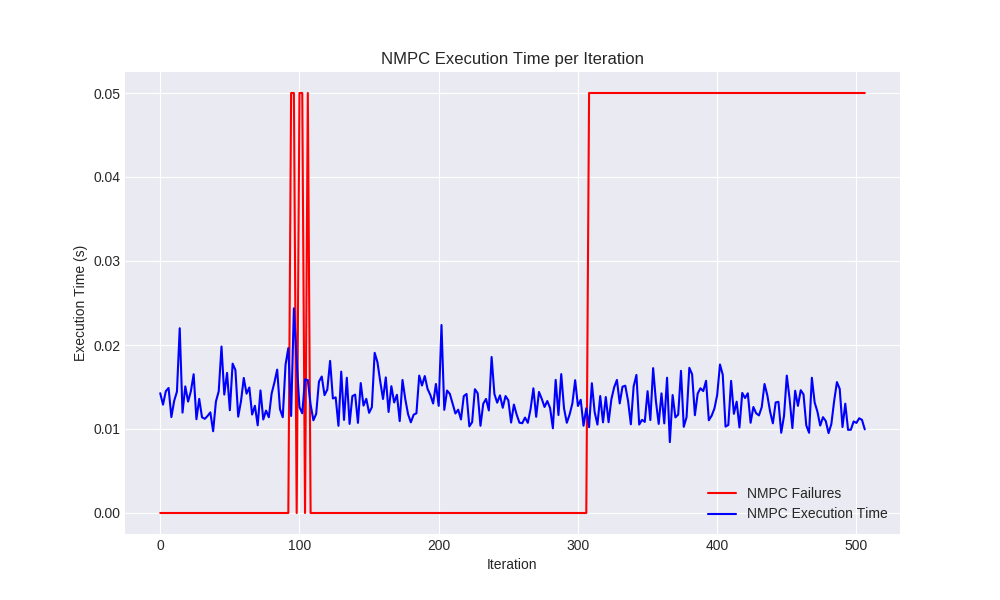 NMPC Execution Time per Iteration
0.05
0.04
0.03
0.02
0.01
0.00
Execution Time (s)
NMPC Failures
NMPC Execution Time
0 100 200 300 400 500
Iteration